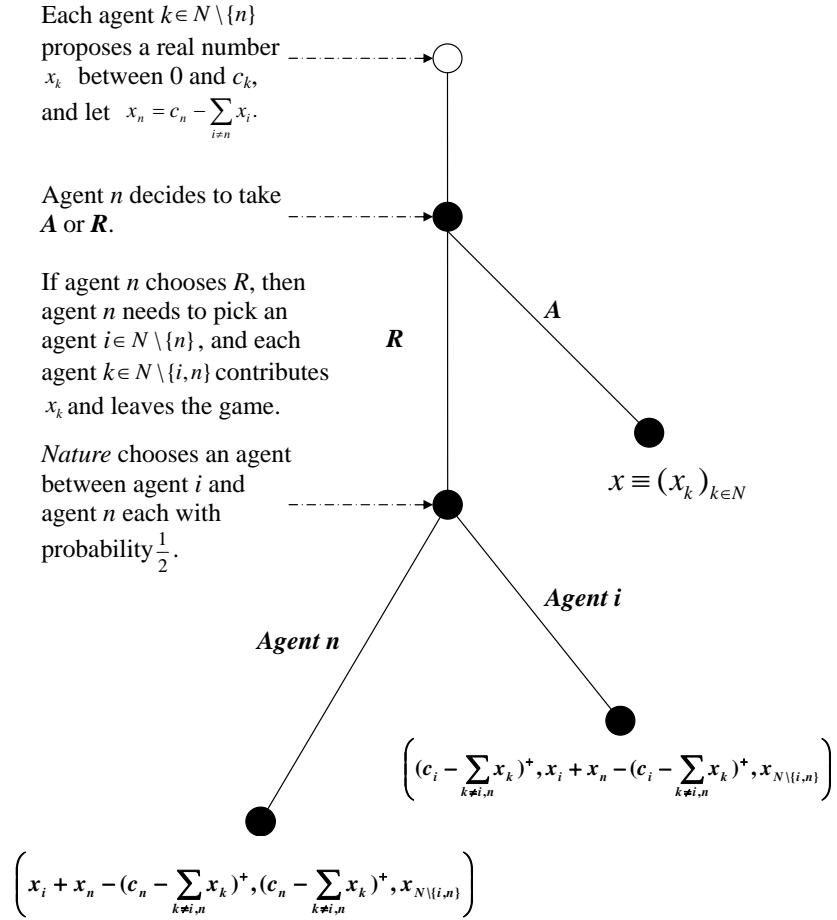 Each agent k ∈ N \ {n}
proposes a real number
x_k between 0 and c_k,
and let x_n = c_n − ∑_{i≠n} x_i.
Agent n decides to take
A or R.
If agent n chooses R, then
agent n needs to pick an
agent i ∈ N \ {n}, and each
agent k ∈ N \ {i, n} contributes
x_k and leaves the game.
R
A
Nature chooses an agent
between agent i and
agent n each with
probability 1/2.
x ≡ (x_k)_{k∈N}
Agent n
Agent i
((c_i − ∑_{k≠i,n} x_k)^+, x_i + x_n − (c_i − ∑_{k≠i,n} x_k)^+, x_{N\{i,n}})
(x_i + x_n − (c_n − ∑_{k≠i,n} x_k)^+, (c_n − ∑_{k≠i,n} x_k)^+, x_{N\{i,n}})